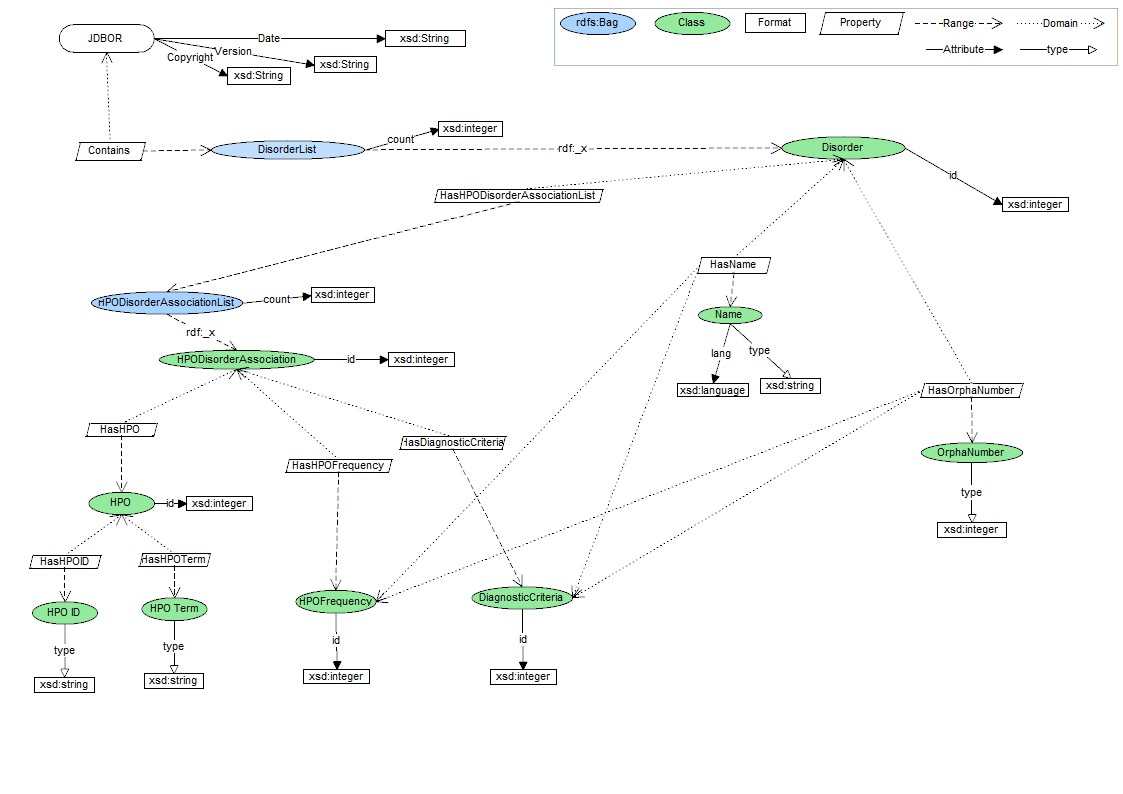 JDBOR
Date
xsd:String
Version
xsd:String
Copyright
xsd:String
rdfs:Bag
Class
Format
Property
Range
Domain
Attribute
type
Contains
DisorderList
count
xsd:integer
rdf:_x
Disorder
id
xsd:integer
HasHPODisorderAssociationList
HPODisorderAssociationList
count
xsd:integer
rdf:_x
HPODisorderAssociation
id
xsd:integer
HasName
Name
lang
type
xsd:language
xsd:string
HasOrphaNumber
OrphaNumber
type
xsd:integer
HasHPO
HasHPOFrequency
HasDiagnosticCriteria
HPO
id
xsd:integer
HasHPOID
HasHPOTerm
HPO ID
HPO Term
HPOFrequency
DiagnosticCriteria
type
type
id
id
xsd:string
xsd:string
xsd:integer
xsd:integer